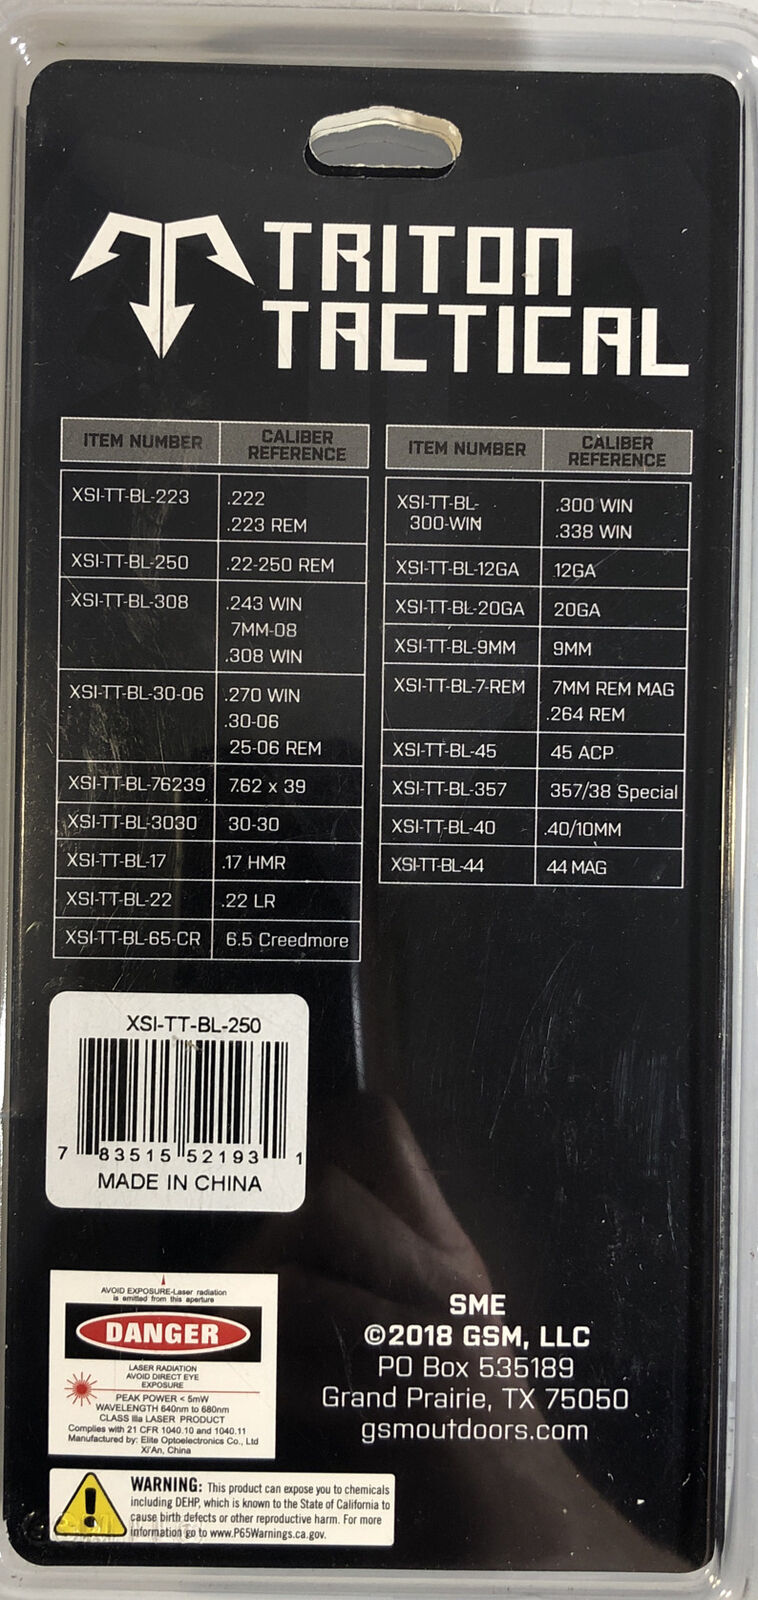 TRITON
TACTICAL
ITEM NUMBER CALIBER REFERENCE
XSI-TT-BL-223 .222
.223 REM
XSI-TT-BL-250 .22-250 REM
XSI-TT-BL-308 .243 WIN
7MM-08
.308 WIN
XSI-TT-BL-30-06 .270 WIN
.30-06
25-06 REM
XSI-TT-BL-76239 7.62 x 39
XSI-TT-BL-3030 30-30
XSI-TT-BL-17 .17 HMR
XSI-TT-BL-22 .22 LR
XSI-TT-BL-65-CR 6.5 Creedmore
ITEM NUMBER CALIBER REFERENCE
XSI-TT-BL-300-WIN .300 WIN
.338 WIN
XSI-TT-BL-12GA 12GA
XSI-TT-BL-20GA 20GA
XSI-TT-BL-9MM 9MM
XSI-TT-BL-7-REM 7MM REM MAG
.264 REM
XSI-TT-BL-45 45 ACP
XSI-TT-BL-357 357/38 Special
XSI-TT-BL-40 .40/10MM
XSI-TT-BL-44 44 MAG
XSI-TT-BL-250
7 83515 52193 1
MADE IN CHINA
AVOID EXPOSURE-Laser radiation
is emitted from this aperture
DANGER
LASER RADIATION
AVOID DIRECT EYE
EXPOSURE
PEAK POWER < 5mW
WAVELENGTH 640nm to 680nm
CLASS IIIa LASER PRODUCT
Complies with 21 CFR 1040.10 and 1040.11
Manufactured by: Elite Optoelectronics Co., Ltd
Xi'An, China
SME
©2018 GSM, LLC
PO Box 535189
Grand Prairie, TX 75050
gsmoutdoors.com
WARNING: This product can expose you to chemicals
including DEHP, which is known to the State of California to
cause birth defects or other reproductive harm. For more
information go to www.P65Warnings.ca.gov.